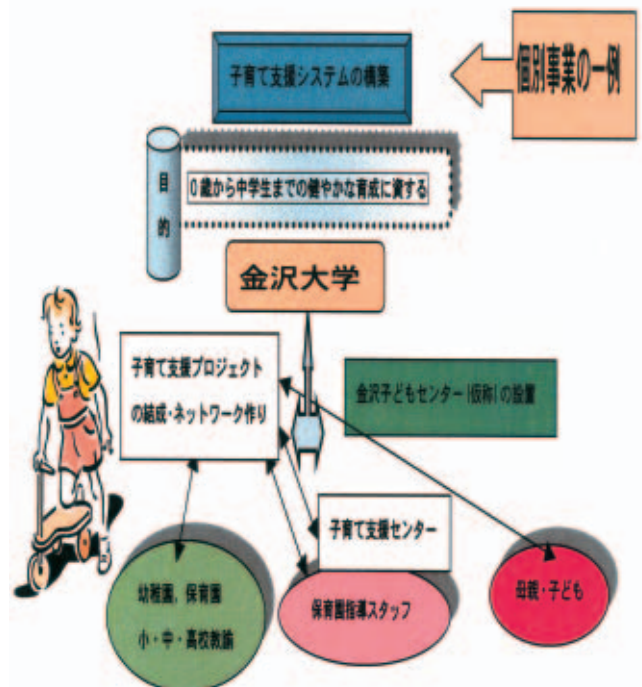 子育て支援システムの構築
個別事業の一例
目的
0歳から中学生までの健やかな育成に資する
金沢大学
子育て支援プロジェクト
の結成・ネットワーク作り
金沢子どもセンター(仮称)の設置
子育て支援センター
幼稚園、保育園
小・中・高校教諭
保育園指導スタッフ
母親・子ども